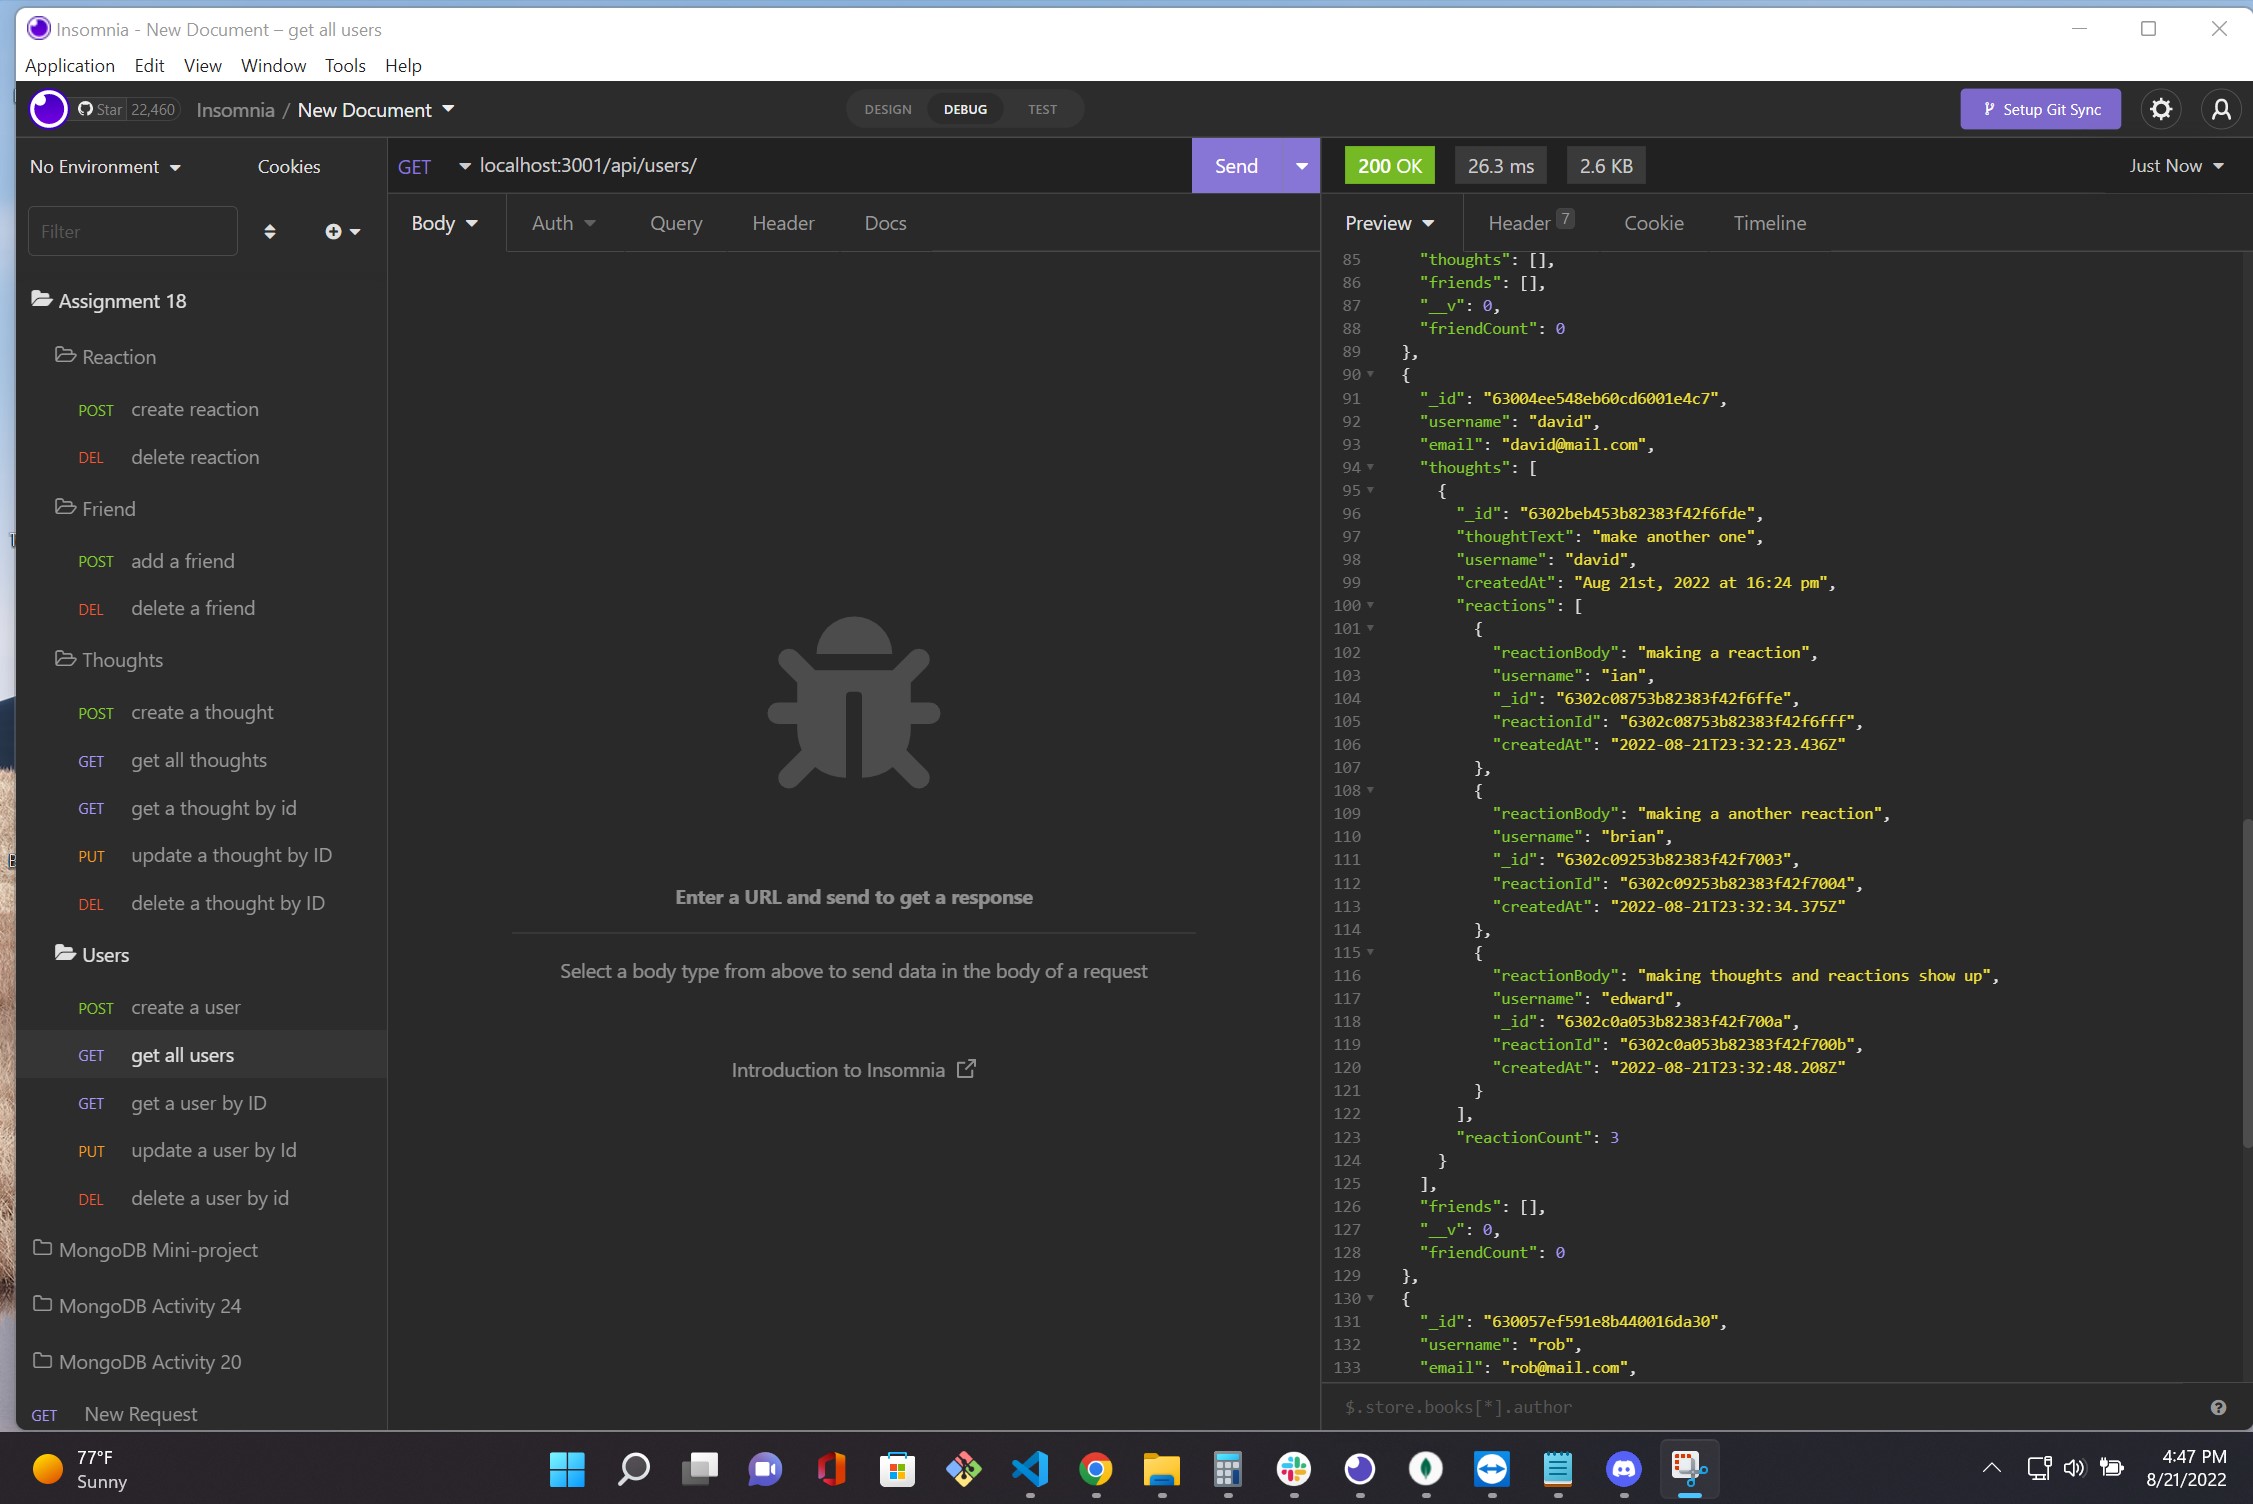 Insomnia - New Document – get all users
Application Edit View Window Tools Help
Star 22,460 Insomnia / New Document
DESIGN DEBUG TEST
Setup Git Sync
No Environment Cookies
Filter
Assignment 18
Reaction
POST create reaction
DEL delete reaction
Friend
POST add a friend
DEL delete a friend
Thoughts
POST create a thought
GET get all thoughts
GET get a thought by id
PUT update a thought by ID
DEL delete a thought by ID
Users
POST create a user
GET get all users
GET get a user by ID
PUT update a user by Id
DEL delete a user by id
MongoDB Mini-project
MongoDB Activity 24
MongoDB Activity 20
GET New Request
GET localhost:3001/api/users/ Send
Body Auth Query Header Docs
Enter a URL and send to get a response
Select a body type from above to send data in the body of a request
Introduction to Insomnia
200 OK 26.3 ms 2.6 KB Just Now
Preview Header 7 Cookie Timeline
85 "thoughts": [],
86 "friends": [],
87 "__v": 0,
88 "friendCount": 0
89 },
90 {
91 "_id": "63004ee548eb60cd6001e4c7",
92 "username": "david",
93 "email": "david@mail.com",
94 "thoughts": [
95 {
96 "_id": "6302beb453b82383f42f6fde",
97 "thoughtText": "make another one",
98 "username": "david",
99 "createdAt": "Aug 21st, 2022 at 16:24 pm",
100 "reactions": [
101 {
102 "reactionBody": "making a reaction",
103 "username": "ian",
104 "_id": "6302c08753b82383f42f6ffe",
105 "reactionId": "6302c08753b82383f42f6fff",
106 "createdAt": "2022-08-21T23:32:23.436Z"
107 },
108 {
109 "reactionBody": "making a another reaction",
110 "username": "brian",
111 "_id": "6302c09253b82383f42f7003",
112 "reactionId": "6302c09253b82383f42f7004",
113 "createdAt": "2022-08-21T23:32:34.375Z"
114 },
115 {
116 "reactionBody": "making thoughts and reactions show up",
117 "username": "edward",
118 "_id": "6302c0a053b82383f42f700a",
119 "reactionId": "6302c0a053b82383f42f700b",
120 "createdAt": "2022-08-21T23:32:48.208Z"
121 }
122 ],
123 "reactionCount": 3
124 }
125 ],
126 "friends": [],
127 "__v": 0,
128 "friendCount": 0
129 },
130 {
131 "_id": "630057ef591e8b440016da30",
132 "username": "rob",
133 "email": "rob@mail.com",
$.store.books[*].author
77°F
Sunny
4:47 PM
8/21/2022